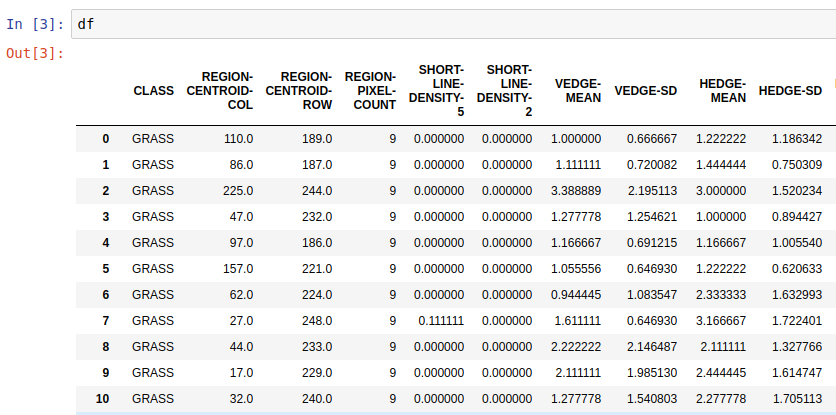 In [3]: df
Out[3]:
CLASS REGION-CENTROID-COL REGION-CENTROID-ROW REGION-PIXEL-COUNT SHORT-LINE-DENSITY-5 SHORT-LINE-DENSITY-2 VEDGE-MEAN VEDGE-SD HEDGE-MEAN HEDGE-SD
0 GRASS 110.0 189.0 9 0.000000 0.000000 1.000000 0.666667 1.222222 1.186342
1 GRASS 86.0 187.0 9 0.000000 0.000000 1.111111 0.720082 1.444444 0.750309
2 GRASS 225.0 244.0 9 0.000000 0.000000 3.388889 2.195113 3.000000 1.520234
3 GRASS 47.0 232.0 9 0.000000 0.000000 1.277778 1.254621 1.000000 0.894427
4 GRASS 97.0 186.0 9 0.000000 0.000000 1.166667 0.691215 1.166667 1.005540
5 GRASS 157.0 221.0 9 0.000000 0.000000 1.055556 0.646930 1.222222 0.620633
6 GRASS 62.0 224.0 9 0.000000 0.000000 0.944445 1.083547 2.333333 1.632993
7 GRASS 27.0 248.0 9 0.111111 0.000000 1.611111 0.646930 3.166667 1.722401
8 GRASS 44.0 233.0 9 0.000000 0.000000 2.222222 2.146487 2.111111 1.327766
9 GRASS 17.0 229.0 9 0.000000 0.000000 2.111111 1.985130 2.444445 1.614747
10 GRASS 32.0 240.0 9 0.000000 0.000000 1.277778 1.540803 2.277778 1.705113